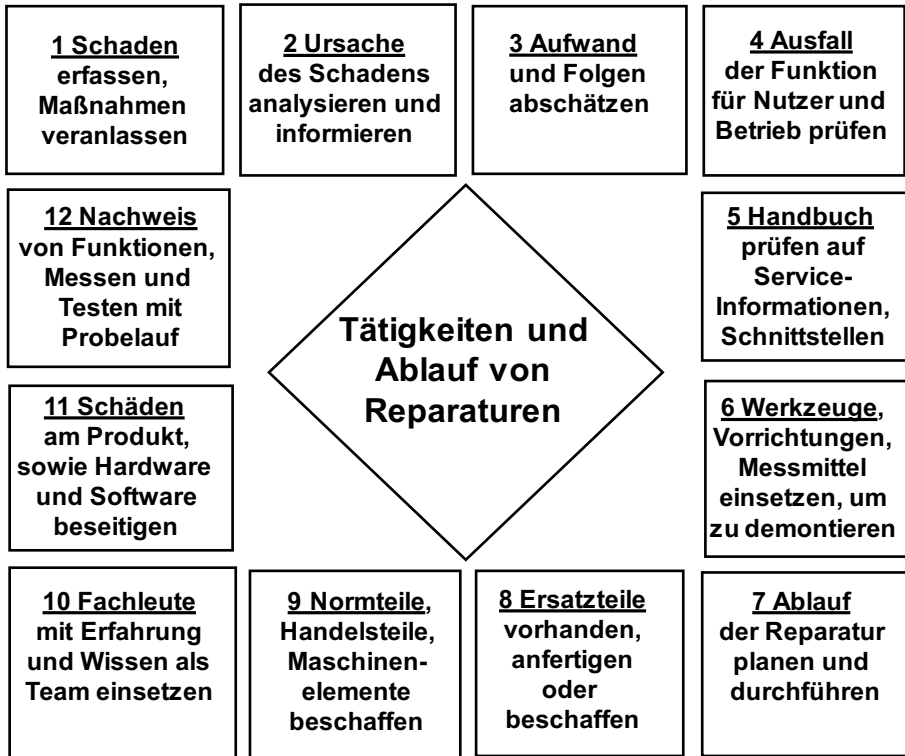 1 Schaden
erfassen,
Maßnahmen
veranlassen
2 Ursache
des Schadens
analysieren und
informieren
3 Aufwand
und Folgen
abschätzen
4 Ausfall
der Funktion
für Nutzer und
Betrieb prüfen
12 Nachweis
von Funktionen,
Messen und
Testen mit
Probelauf
Tätigkeiten und
Ablauf von
Reparaturen
5 Handbuch
prüfen auf
Service-
Informationen,
Schnittstellen
11 Schäden
am Produkt,
sowie Hardware
und Software
beseitigen
6 Werkzeuge,
Vorrichtungen,
Messmittel
einsetzen, um
zu demontieren
10 Fachleute
mit Erfahrung
und Wissen als
Team einsetzen
9 Normteile,
Handelsteile,
Maschinen-
elemente
beschaffen
8 Ersatzteile
vorhanden,
anfertigen
oder
beschaffen
7 Ablauf
der Reparatur
planen und
durchführen